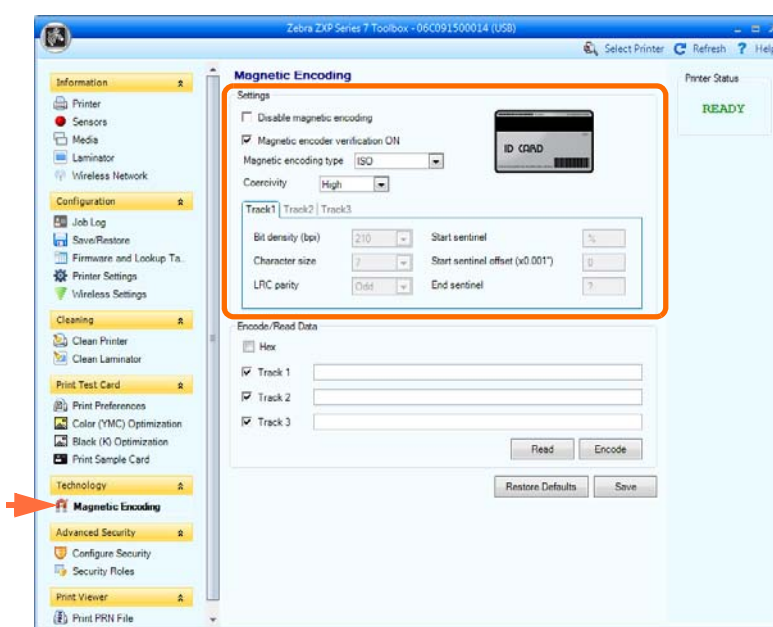 Zebra ZXP Series 7 Toolbox - 06C091500014 (USB)
Select Printer Refresh ? Help
Information
Printer
Sensors
Media
Laminator
Wireless Network
Configuration
Job Log
Save/Restore
Firmware and Lookup Ta..
Printer Settings
Wireless Settings
Cleaning
Clean Printer
Clean Laminator
Print Test Card
Print Preferences
Color (YMC) Optimization
Black (K) Optimization
Print Sample Card
Technology
Magnetic Encoding
Advanced Security
Configure Security
Security Roles
Print Viewer
Print PRN File
Magnetic Encoding
Settings
Disable magnetic encoding
Magnetic encoder verification ON
Magnetic encoding type ISO
Coercivity High
ID CARD
Track1 Track2 Track3
Bit density (bpi) 210 Start sentinel %
Character size 7 Start sentinel offset (x0.001") 0
LRC parity Odd End sentinel ?
Encode/Read Data
Hex
Track 1
Track 2
Track 3
Read Encode
Restore Defaults Save
Printer Status
READY